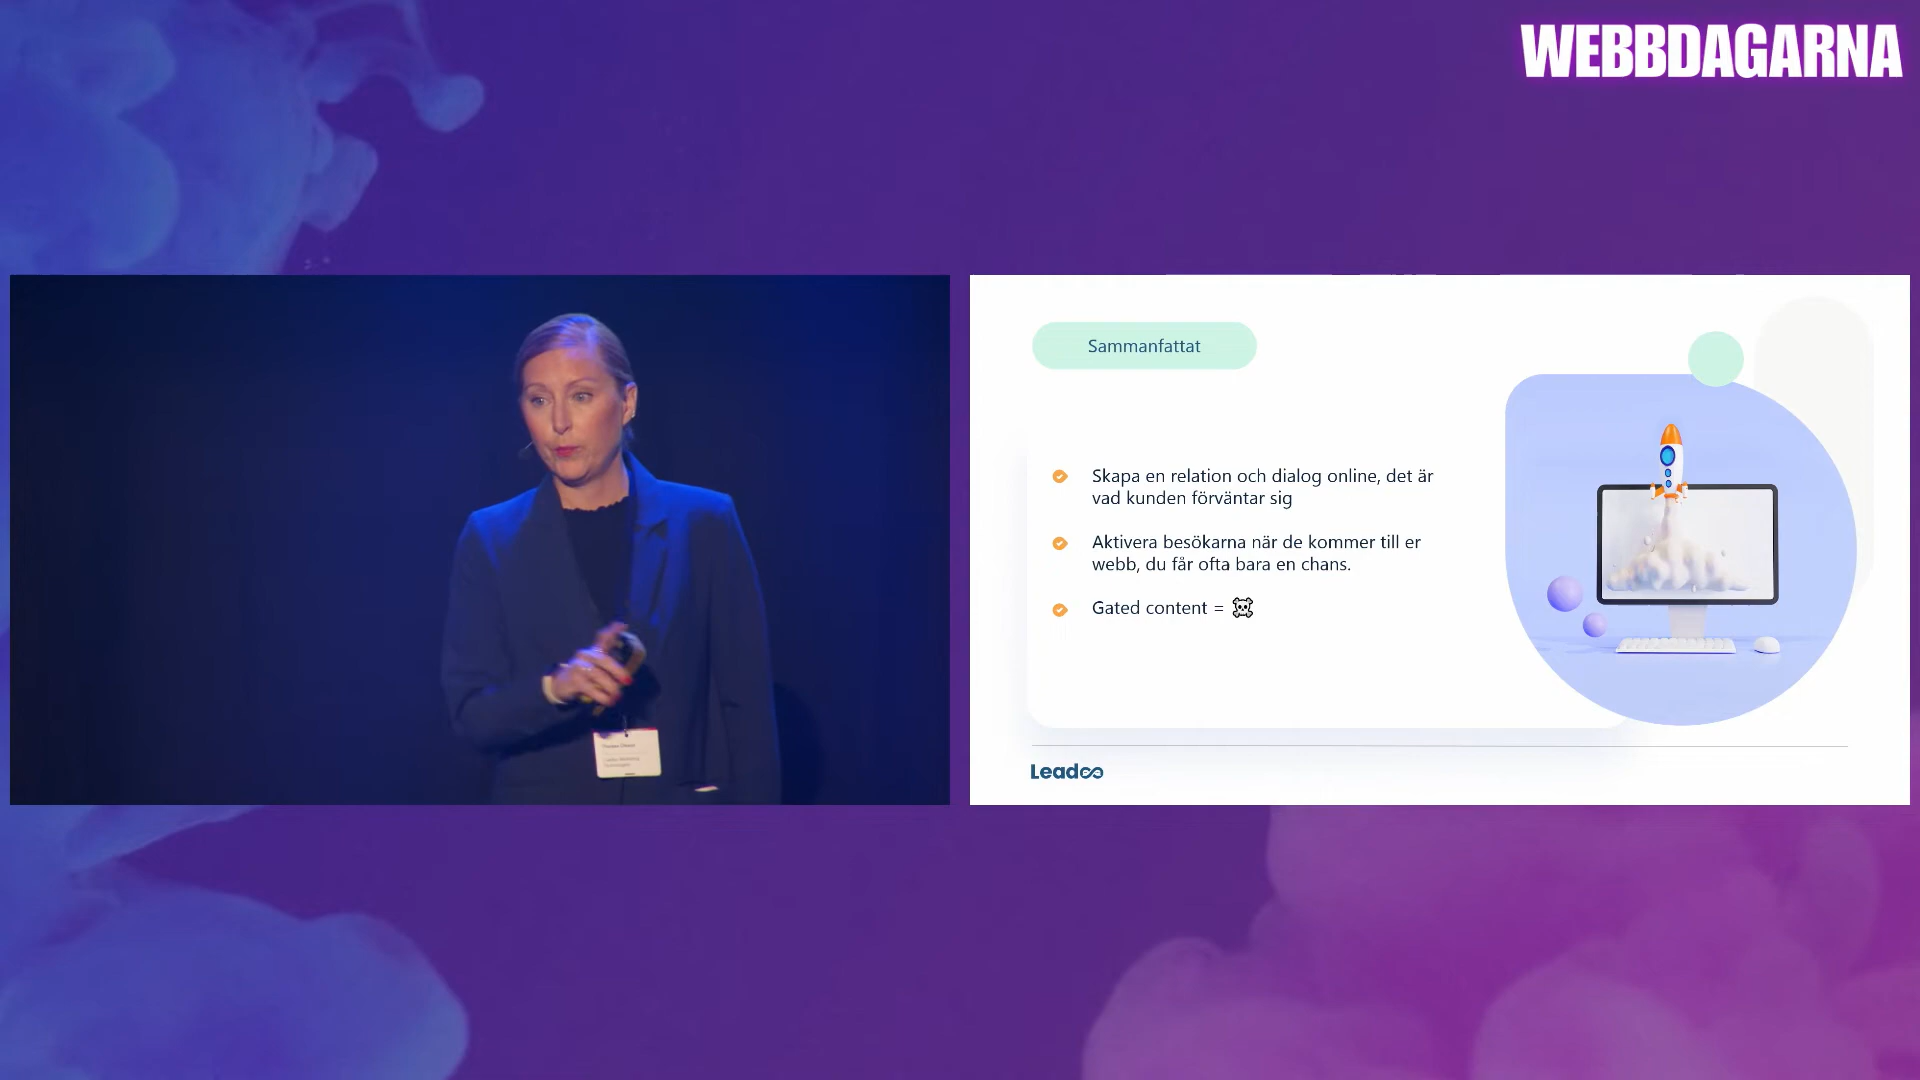 WEBBDAGARNA
Sammanfattat
Skapa en relation och dialog online, det är
vad kunden förväntar sig
Aktivera besökarna när de kommer till er
webb, du får ofta bara en chans.
Gated content = ☠
Leadoo